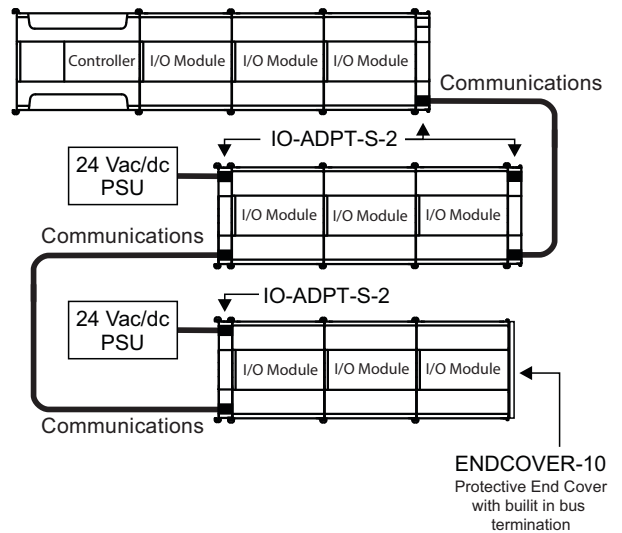 Controller
I/O Module
I/O Module
I/O Module
Communications
IO-ADPT-S-2
24 Vac/dc
PSU
I/O Module
I/O Module
I/O Module
Communications
IO-ADPT-S-2
24 Vac/dc
PSU
I/O Module
I/O Module
I/O Module
Communications
ENDCOVER-10
Protective End Cover
with builit in bus
termination